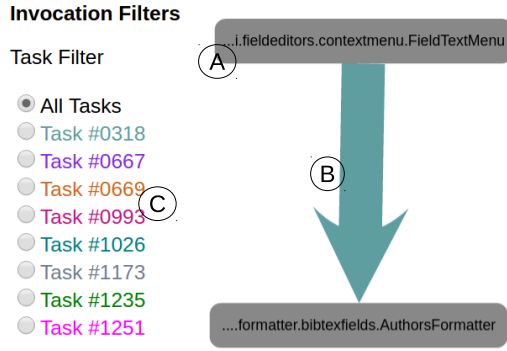 Invocation Filters
Task Filter
All Tasks
Task #0318
Task #0667
Task #0669
Task #0993
Task #1026
Task #1173
Task #1235
Task #1251
...i.fieldeditors.contextmenu.FieldTextMenu
A
B
C
....formatter.bibtexfields.AuthorsFormatter